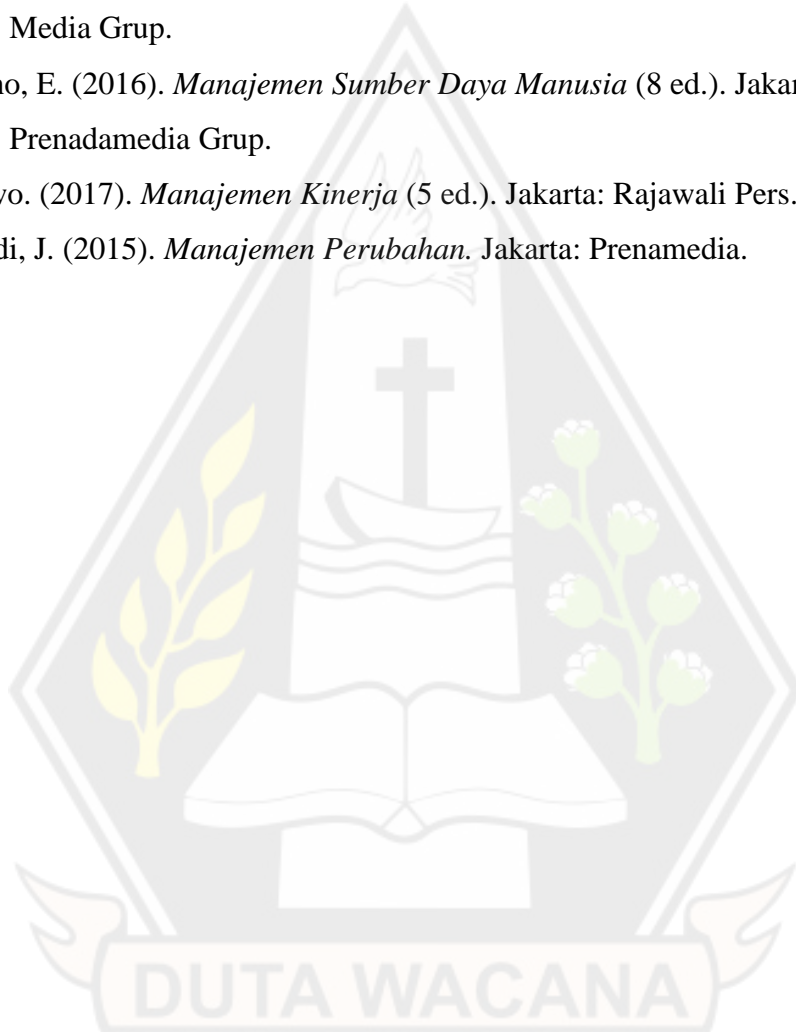 Media Grup.
no, E. (2016). Manajemen Sumber Daya Manusia (8 ed.). Jakar
Prenadamedia Grup.
vo. (2017). Manajemen Kinerja (5 ed.). Jakarta: Rajawali Pers.
di, J. (2015). Manajemen Perubahan. Jakarta: Prenamedia.
DUTA WACANA